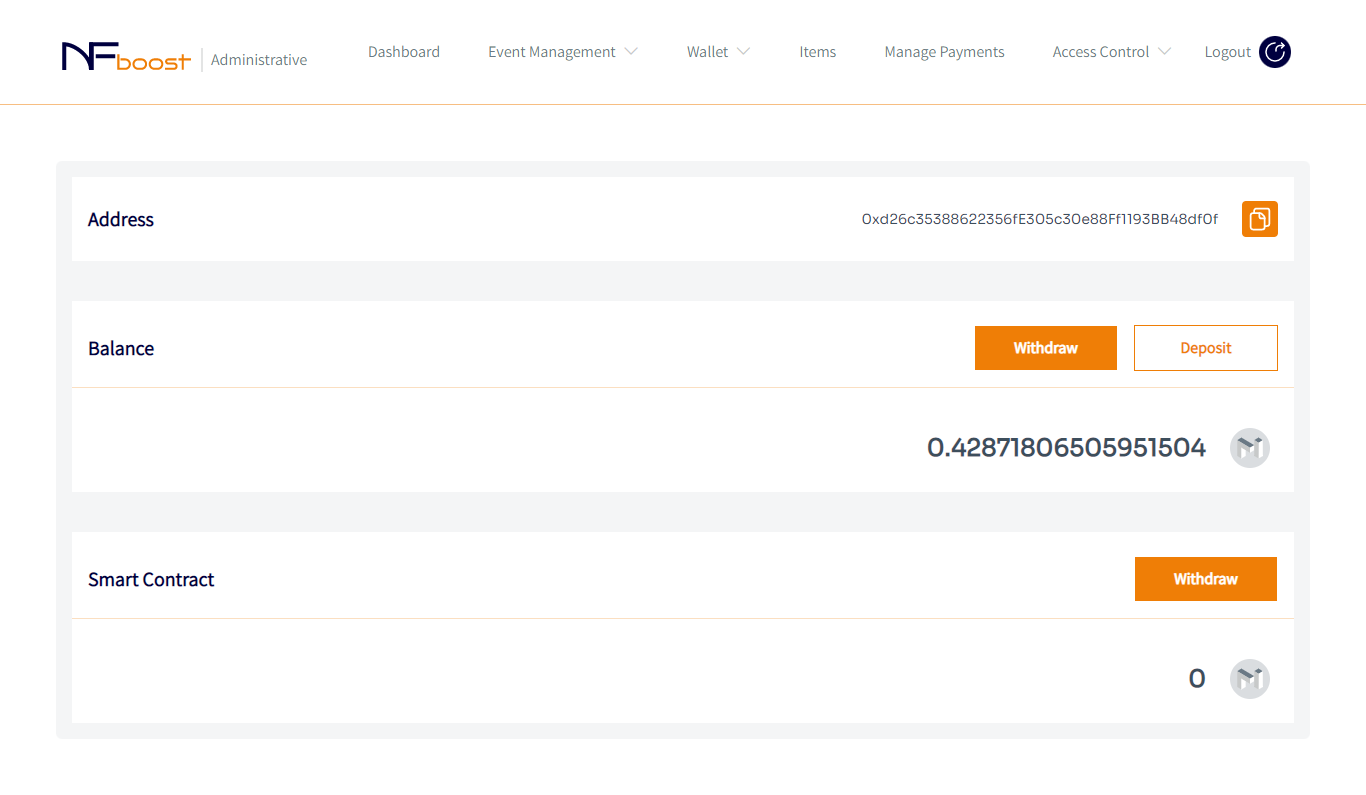 NFboost Administrative Dashboard Event Management Wallet Items Manage Payments Access Control Logout
Address 0xd26c35388622356fE305c30e88Ff1193BB48df0f
Balance Withdraw Deposit
0.42871806505951504
Smart Contract Withdraw
0